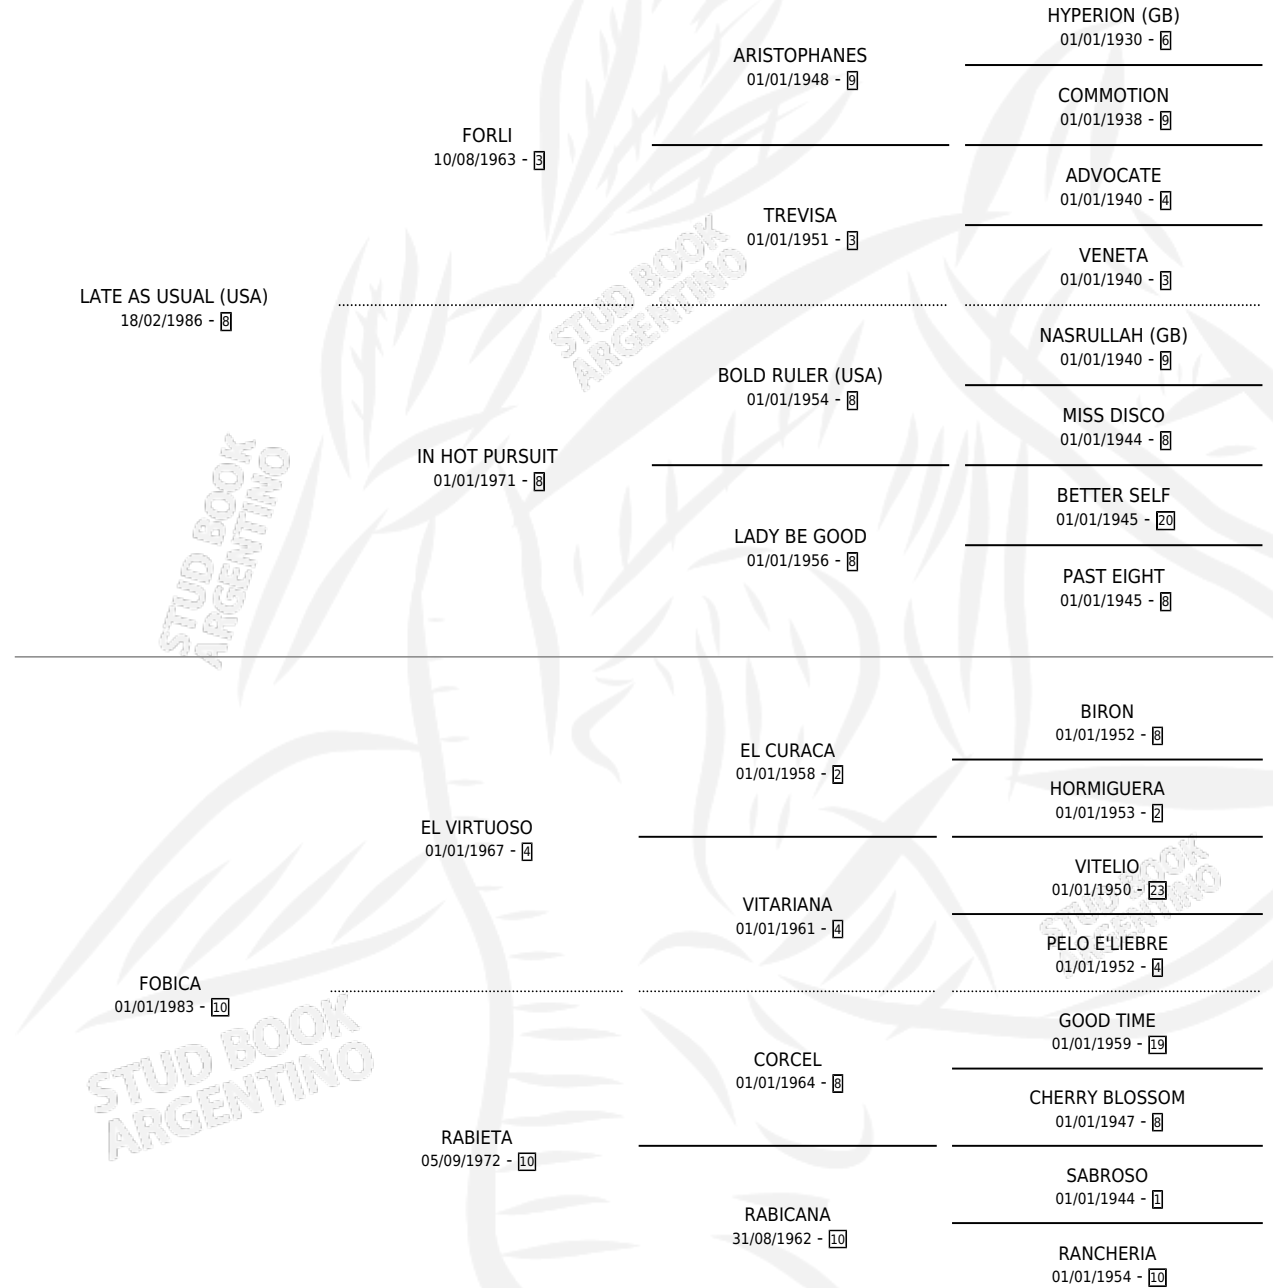 HYPERION (GB)
01/01/1930 - 6
ARISTOPHANES
01/01/1948 - 9
COMMOTION
01/01/1938 - 9
FORLI
10/08/1963 - 3
ADVOCATE
01/01/1940 - 4
TREVISA
01/01/1951 - 3
VENETA
01/01/1940 - 3
LATE AS USUAL (USA)
18/02/1986 - 8
STUD BOOK
ARGENTINO
NASRULLAH (GB)
01/01/1940 - 9
BOLD RULER (USA)
01/01/1954 - 8
MISS DISCO
01/01/1944 - 8
IN HOT PURSUIT
01/01/1971 - 8
BETTER SELF
01/01/1945 - 20
LADY BE GOOD
01/01/1956 - 8
PAST EIGHT
01/01/1945 - 8
STUD BOOK
ARGENTINO
BIRON
01/01/1952 - 8
EL CURACA
01/01/1958 - 2
HORMIGUERA
01/01/1953 - 2
EL VIRTUOSO
01/01/1967 - 4
VITELIO
01/01/1950 - 23
VITARIANA
01/01/1961 - 4
STUD BOOK
ARGENTINO
PELO E'LIEBRE
01/01/1952 - 4
FOBICA
01/01/1983 - 10
GOOD TIME
01/01/1959 - 19
CORCEL
01/01/1964 - 8
STUD BOOK
ARGENTINO
CHERRY BLOSSOM
01/01/1947 - 8
RABIETA
05/09/1972 - 10
SABROSO
01/01/1944 - 1
RABICANA
31/08/1962 - 10
RANCHERIA
01/01/1954 - 10